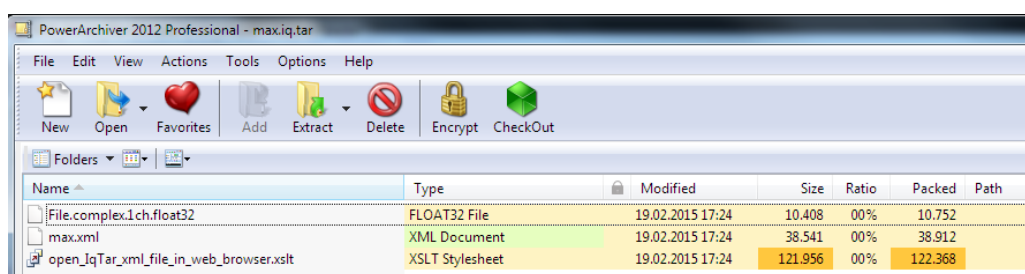 PowerArchiver 2012 Professional - max.iq.tar
File Edit View Actions Tools Options Help
New Open Favorites Add Extract Delete Encrypt CheckOut
Folders
Name Type Modified Size Ratio Packed Path
File.complex.1ch.float32 FLOAT32 File 19.02.2015 17:24 10.408 00% 10.752
max.xml XML Document 19.02.2015 17:24 38.541 00% 38.912
open_IqTar_xml_file_in_web_browser.xslt XSLT Stylesheet 19.02.2015 17:24 121.956 00% 122.368